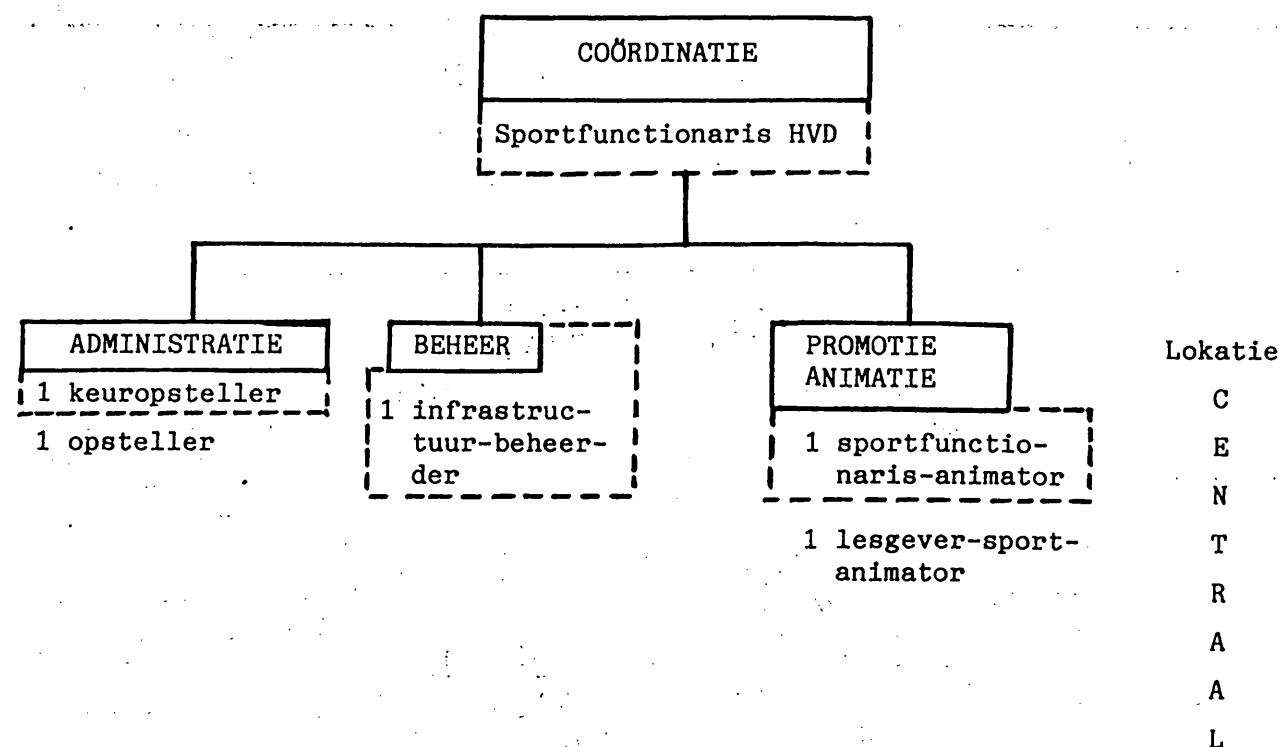 COÖRDINATIE
Sportfunctionaris HVD
ADMINISTRATIE
1 keuropsteller
1 opsteller
BEHEER
1 infrastruc-
tuur-beheer-
der
PROMOTIE
ANIMATIE
1 sportfunctio-
naris-animator
1 lesgever-sport-
animator
Lokatie
C
E
N
T
R
A
A
L